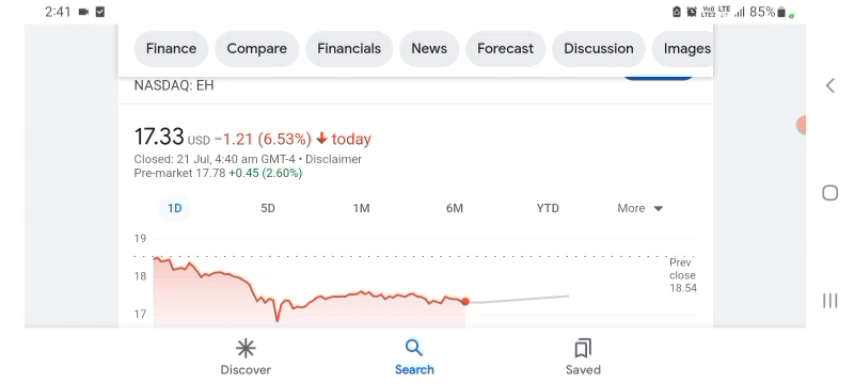 2:41 85%
Finance Compare Financials News Forecast Discussion Images
NASDAQ: EH
17.33 USD −1.21 (6.53%) today
Closed: 21 Jul, 4:40 am GMT-4 • Disclaimer
Pre-market 17.78 +0.45 (2.60%)
1D 5D 1M 6M YTD More
19
Prev
close
18.54
18
17
Discover Search Saved